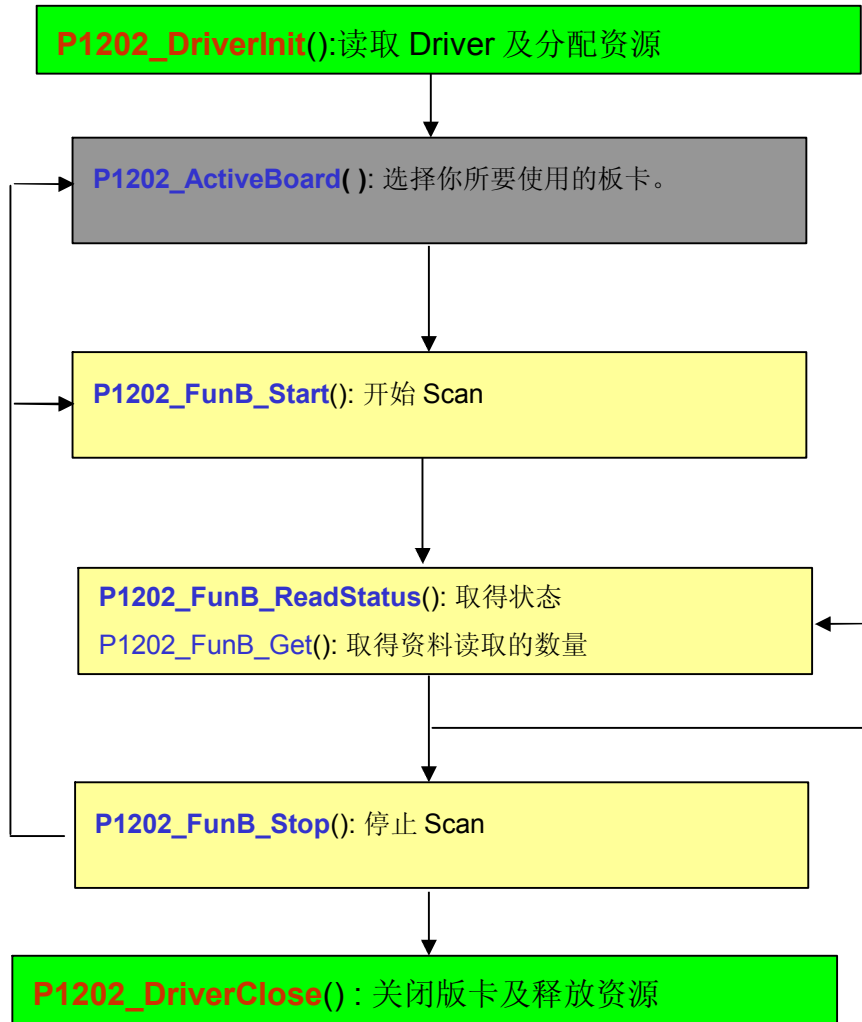 P1202_DriverInit():读取 Driver 及分配资源
P1202_ActiveBoard( ): 选择你所要使用的板卡。
P1202_FunB_Start(): 开始 Scan
P1202_FunB_ReadStatus(): 取得状态
P1202_FunB_Get(): 取得资料读取的数量
P1202_FunB_Stop(): 停止 Scan
P1202_DriverClose() : 关闭版卡及释放资源